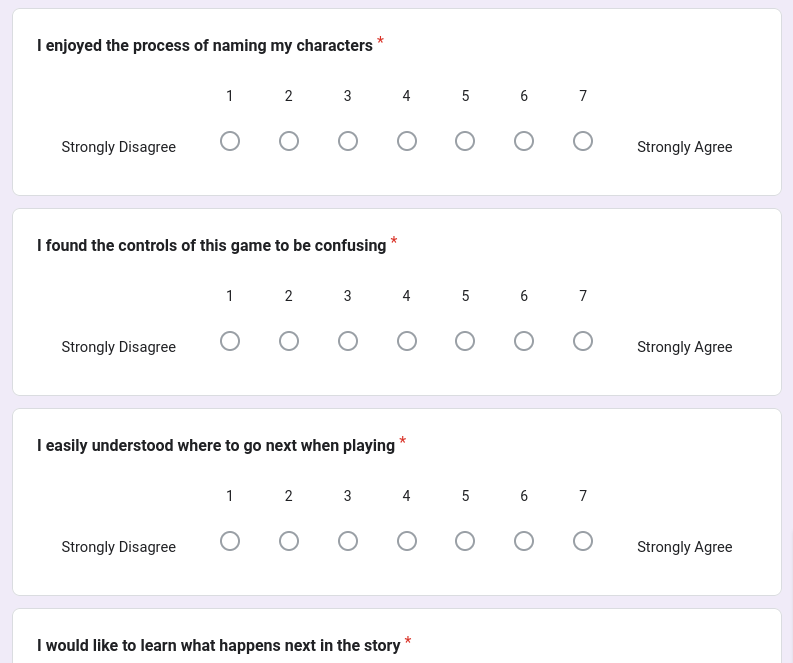 I enjoyed the process of naming my characters *
1 2 3 4 5 6 7
Strongly Disagree Strongly Agree
I found the controls of this game to be confusing *
1 2 3 4 5 6 7
Strongly Disagree Strongly Agree
I easily understood where to go next when playing *
1 2 3 4 5 6 7
Strongly Disagree Strongly Agree
I would like to learn what happens next in the story *